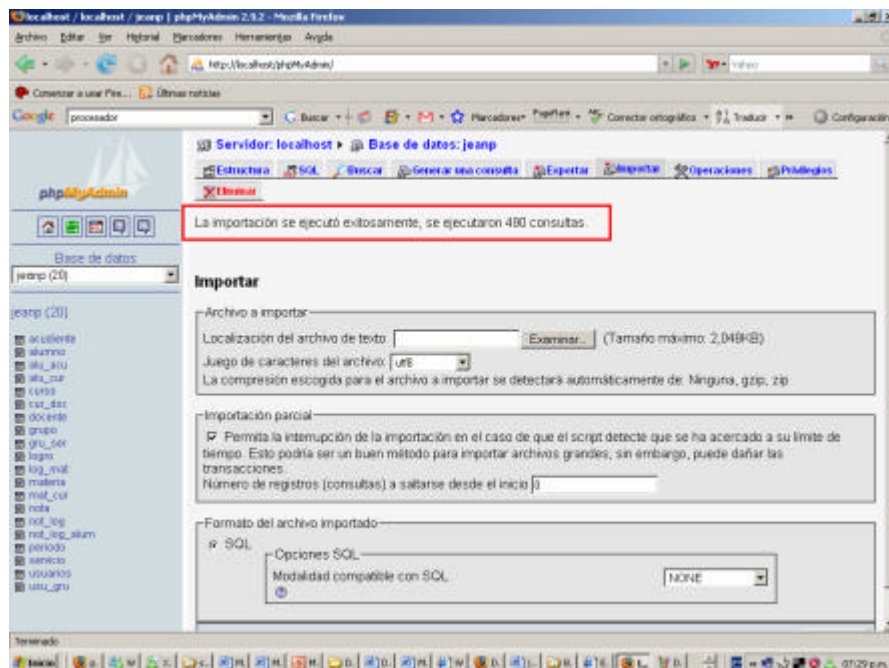 localhost / localhost / jeanp | phpMyAdmin 2.9.2 - Mozilla Firefox
Archivo Editar Ver Historial Marcadores Herramientas Ayuda
http://localhost/phpMyAdmin/
Yahoo
Comenzar a usar Fire... Últimas noticias
Google procesador Buscar Marcadores PageRank Corrector ortográfico Traducir Configuración
phpMyAdmin
Base de datos
jeanp (20)
jeanp (20)
acudiente
alumno
alu_acu
alu_cur
curso
cur_doc
docente
grupo
gru_ser
logro
log_mat
materia
mat_cur
nota
not_log
not_log_alum
periodo
servicio
usuarios
usu_gru
Servidor: localhost Base de datos: jeanp
Estructura SQL Buscar Generar una consulta Exportar Importar Operaciones Privilegios
Eliminar
La importación se ejecutó exitosamente, se ejecutaron 480 consultas.
Importar
Archivo a importar
Localización del archivo de texto Examinar... (Tamaño máximo: 2,048KB)
Juego de caracteres del archivo: utf8
La compresión escogida para el archivo a importar se detectará automáticamente de: Ninguna, gzip, zip
Importación parcial
Permita la interrupción de la importación en el caso de que el script detecte que se ha acercado a su límite de
tiempo. Esto podría ser un buen método para importar archivos grandes, sin embargo, puede dañar las
transacciones.
Número de registros (consultas) a saltarse desde el inicio 0
Formato del archivo importado
SQL
Opciones SQL
Modalidad compatible con SQL NONE
Terminado
Inicio
07:29 p.m.